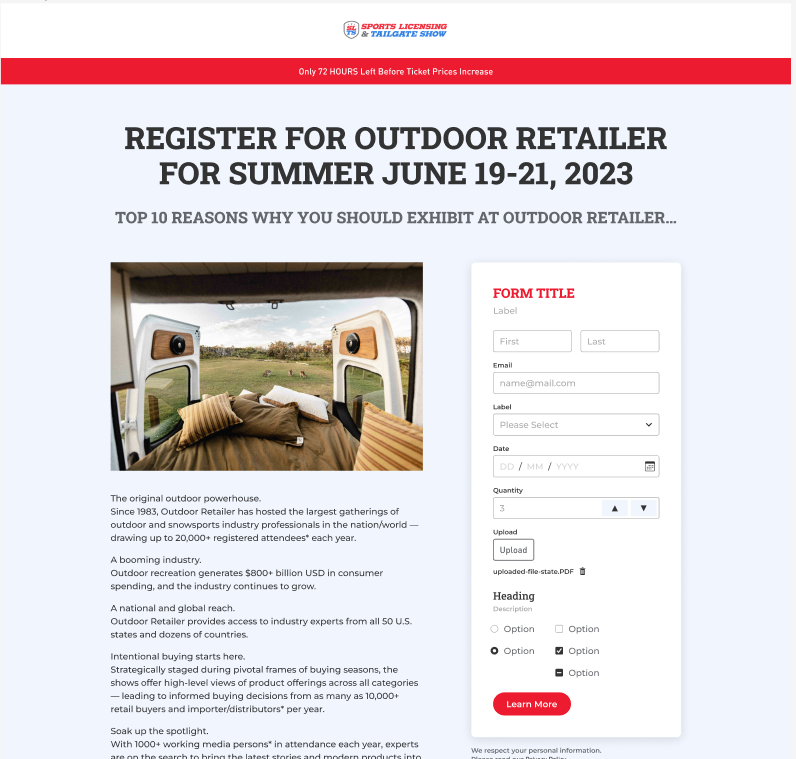 SPORTS LICENSING
& TAILGATE SHOW
Only 72 HOURS Left Before Ticket Prices Increase
REGISTER FOR OUTDOOR RETAILER
FOR SUMMER JUNE 19-21, 2023
TOP 10 REASONS WHY YOU SHOULD EXHIBIT AT OUTDOOR RETAILER...
The original outdoor powerhouse.
Since 1983, Outdoor Retailer has hosted the largest gatherings of
outdoor and snowsports industry professionals in the nation/world —
drawing up to 20,000+ registered attendees* each year.
A booming industry.
Outdoor recreation generates $800+ billion USD in consumer
spending, and the industry continues to grow.
A national and global reach.
Outdoor Retailer provides access to industry experts from all 50 U.S.
states and dozens of countries.
Intentional buying starts here.
Strategically staged during pivotal frames of buying seasons, the
shows offer high-level views of product offerings across all categories
— leading to informed buying decisions from as many as 10,000+
retail buyers and importer/distributors* per year.
Soak up the spotlight.
With 1000+ working media persons* in attendance each year, experts
are on the search to bring the latest stories and modern products into
FORM TITLE
Label
First Last
Email
name@mail.com
Label
Please Select
Date
DD / MM / YYYY
Quantity
3
Upload
Upload
uploaded-file-state.PDF
Heading
Description
Option Option
Option Option
Option
Learn More
We respect your personal information.
Please read our Privacy Policy